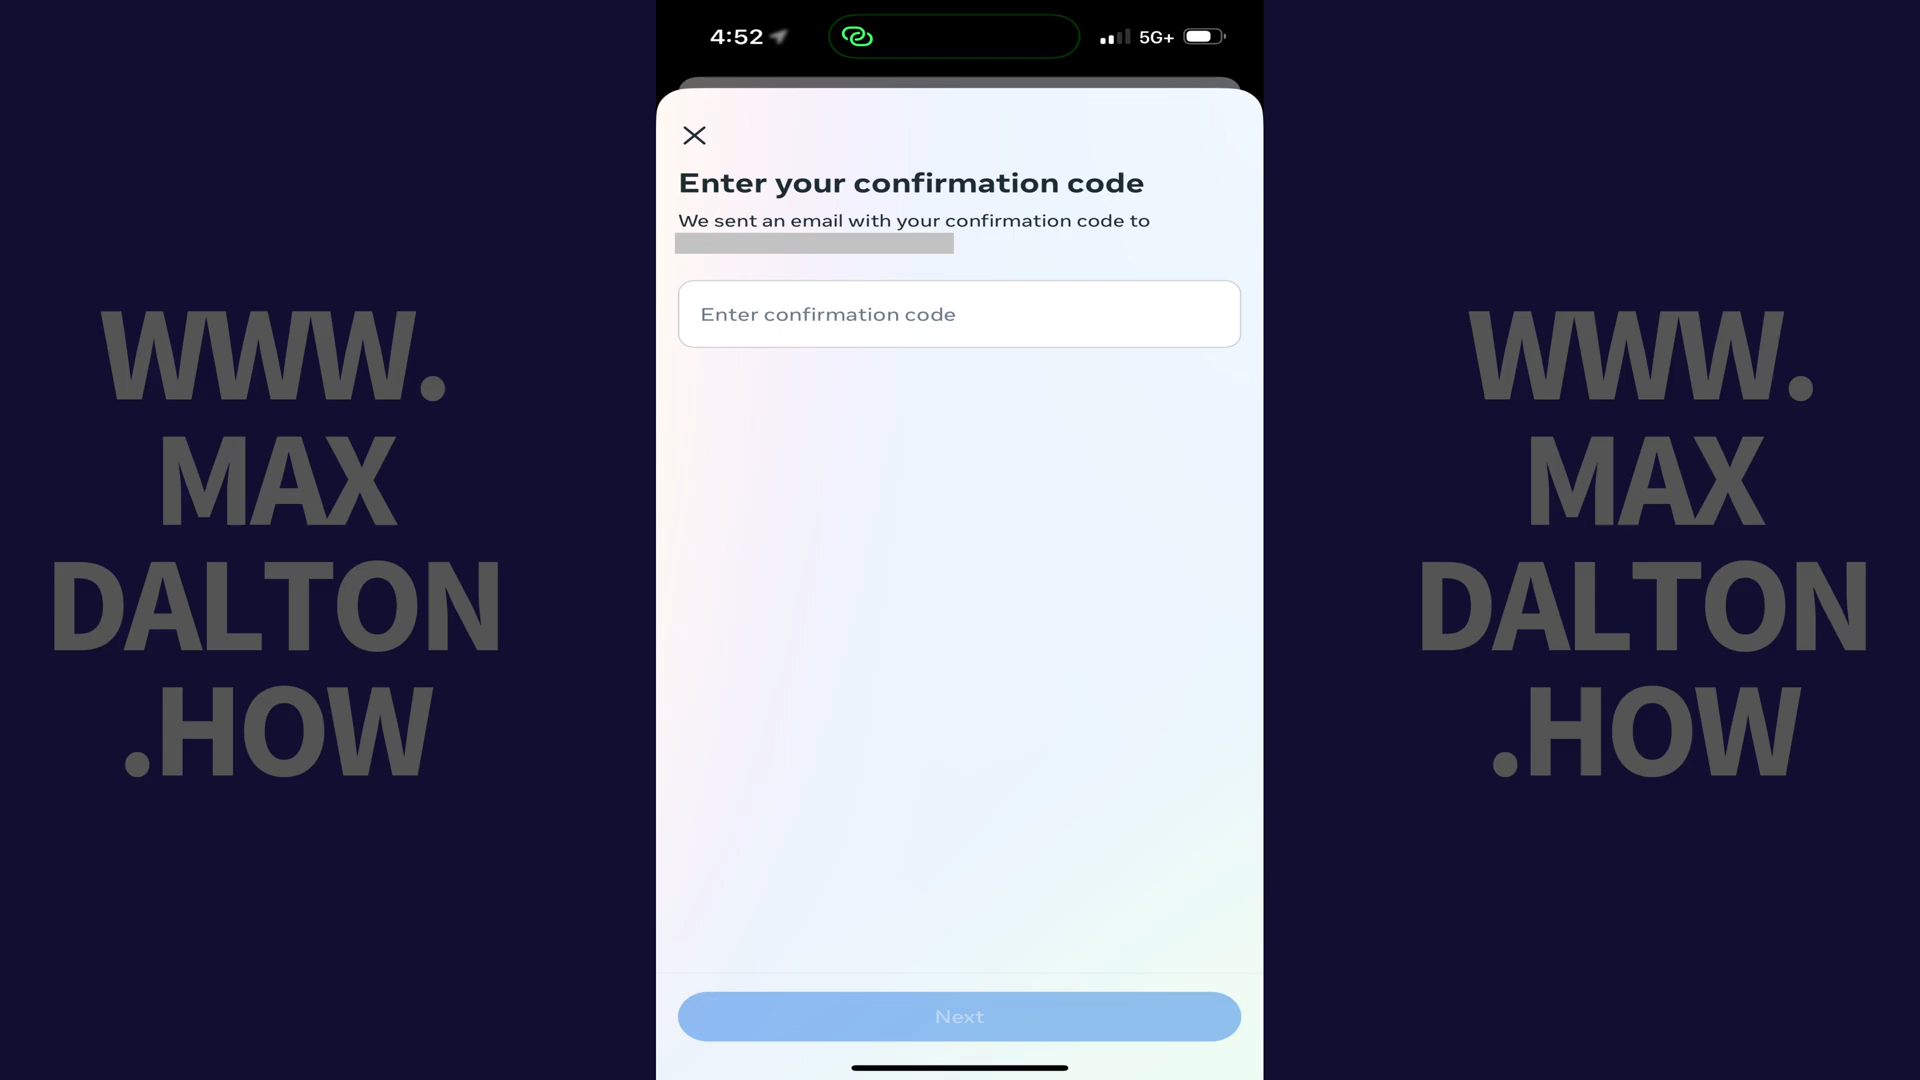 4:52
5G+
Enter your confirmation code
We sent an email with your confirmation code to
Enter confirmation code
Next
WWW.
MAX
DALTON
.HOW
WWW.
MAX
DALTON
.HOW